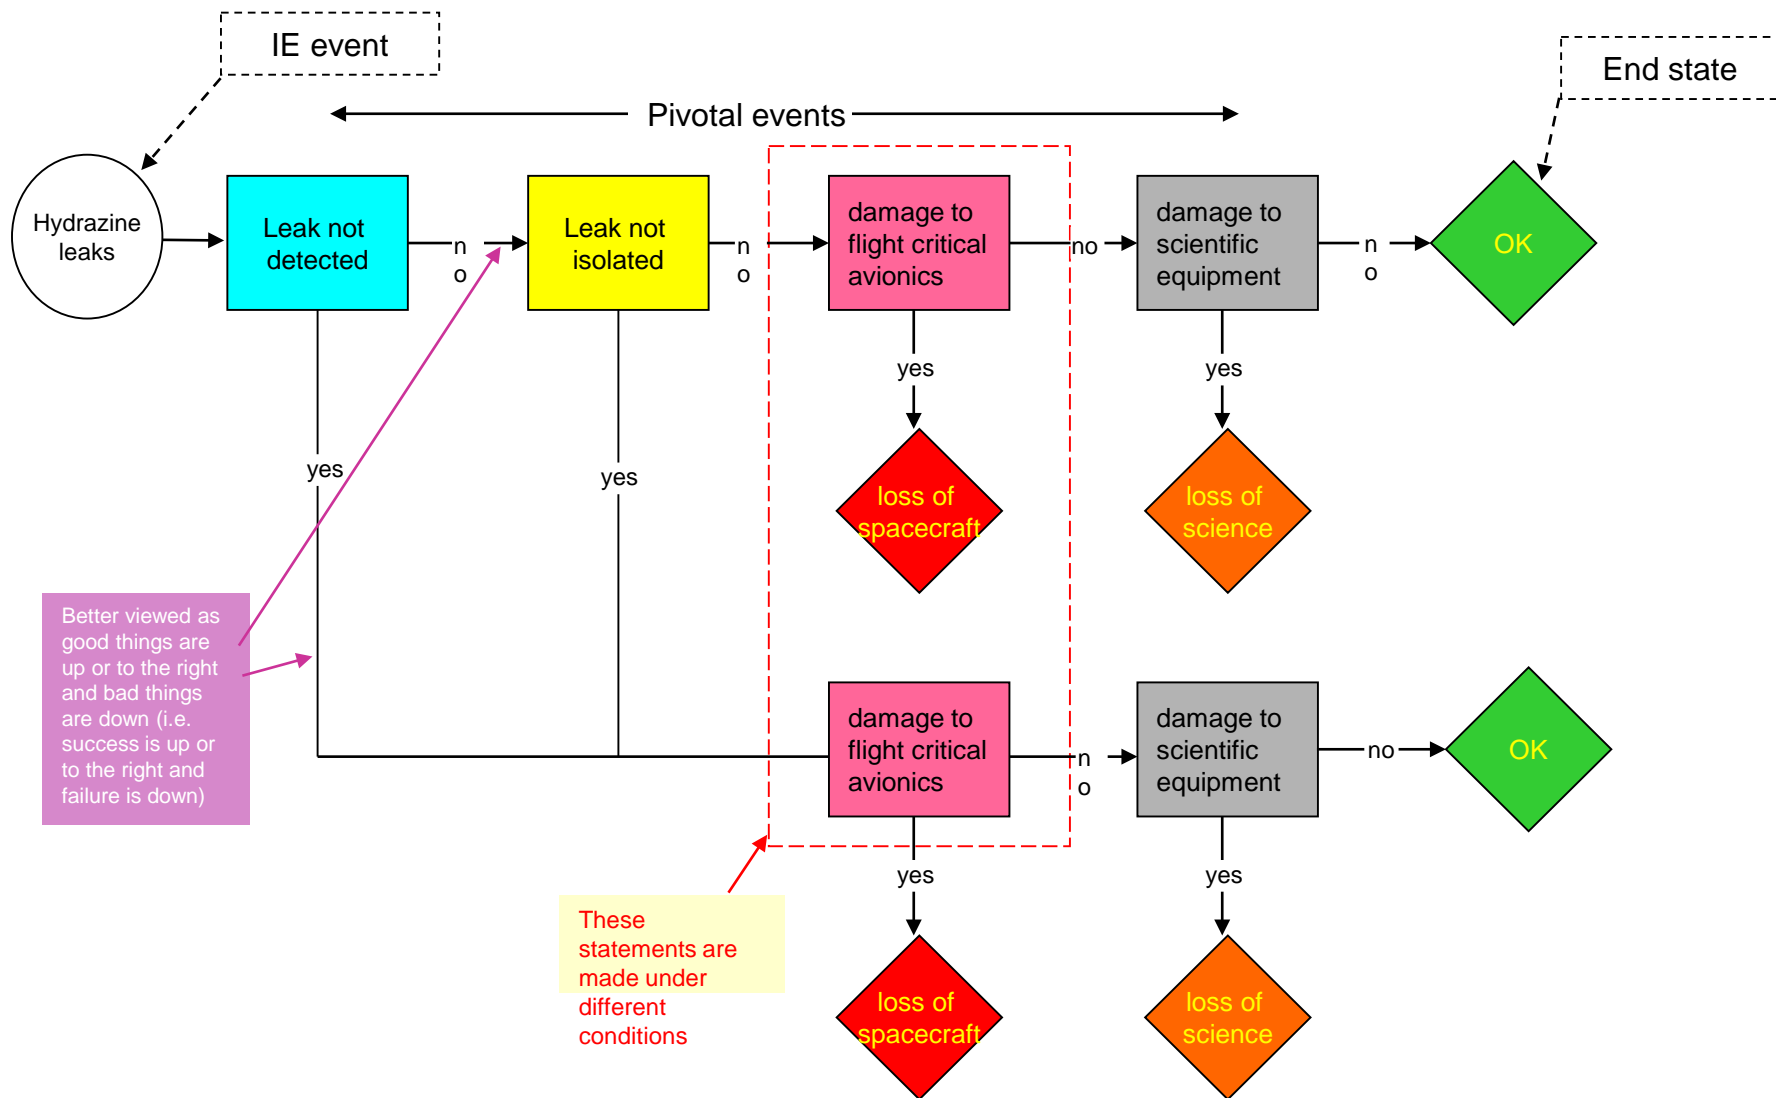 IE event
End state
Pivotal events
Hydrazine
leaks
Leak not
detected
n
o
Leak not
isolated
n
o
damage to
flight critical
avionics
no
damage to
scientific
equipment
n
o
OK
yes
yes
yes
yes
loss of
spacecraft
loss of
science
Better viewed as
good things are
up or to the right
and bad things
are down (i.e.
success is up or
to the right and
failure is down)
damage to
flight critical
avionics
n
o
damage to
scientific
equipment
no
OK
yes
yes
These
statements are
made under
different
conditions
loss of
spacecraft
loss of
science